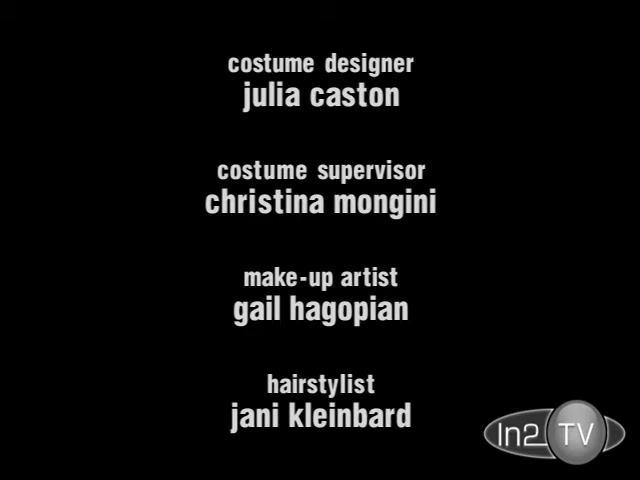 costume designer
julia caston
costume supervisor
christina mongini
make-up artist
gail hagopian
hairstylist
jani kleinbard
In2 TV